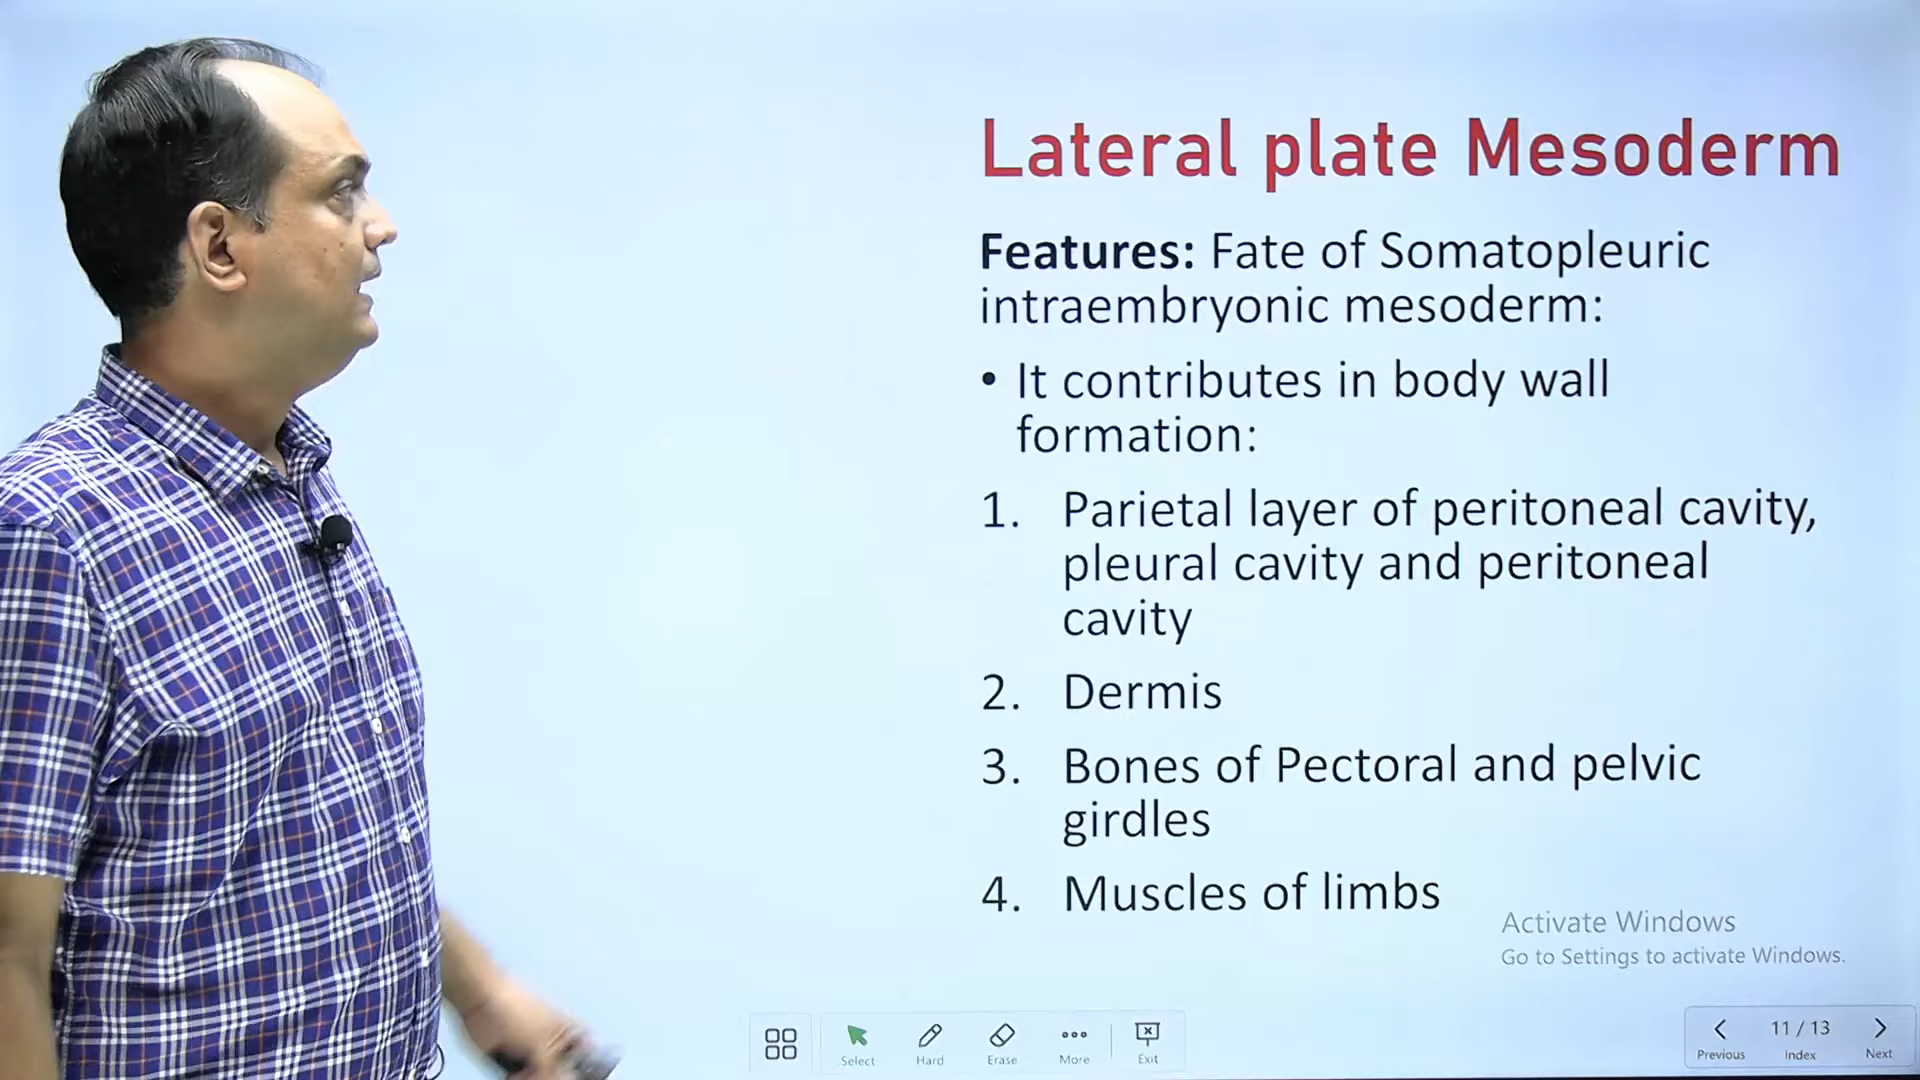 Lateral plate Mesoderm
Features: Fate of Somatopleuric
intraembryonic mesoderm:
• It contributes in body wall
formation:
1. Parietal layer of peritoneal cavity,
pleural cavity and peritoneal
cavity
2. Dermis
3. Bones of Pectoral and pelvic
girdles
4. Muscles of limbs
Activate Windows
Go to Settings to activate Windows.
Select
Hard
Erase
More
Exit
Previous
11 / 13
Index
Next